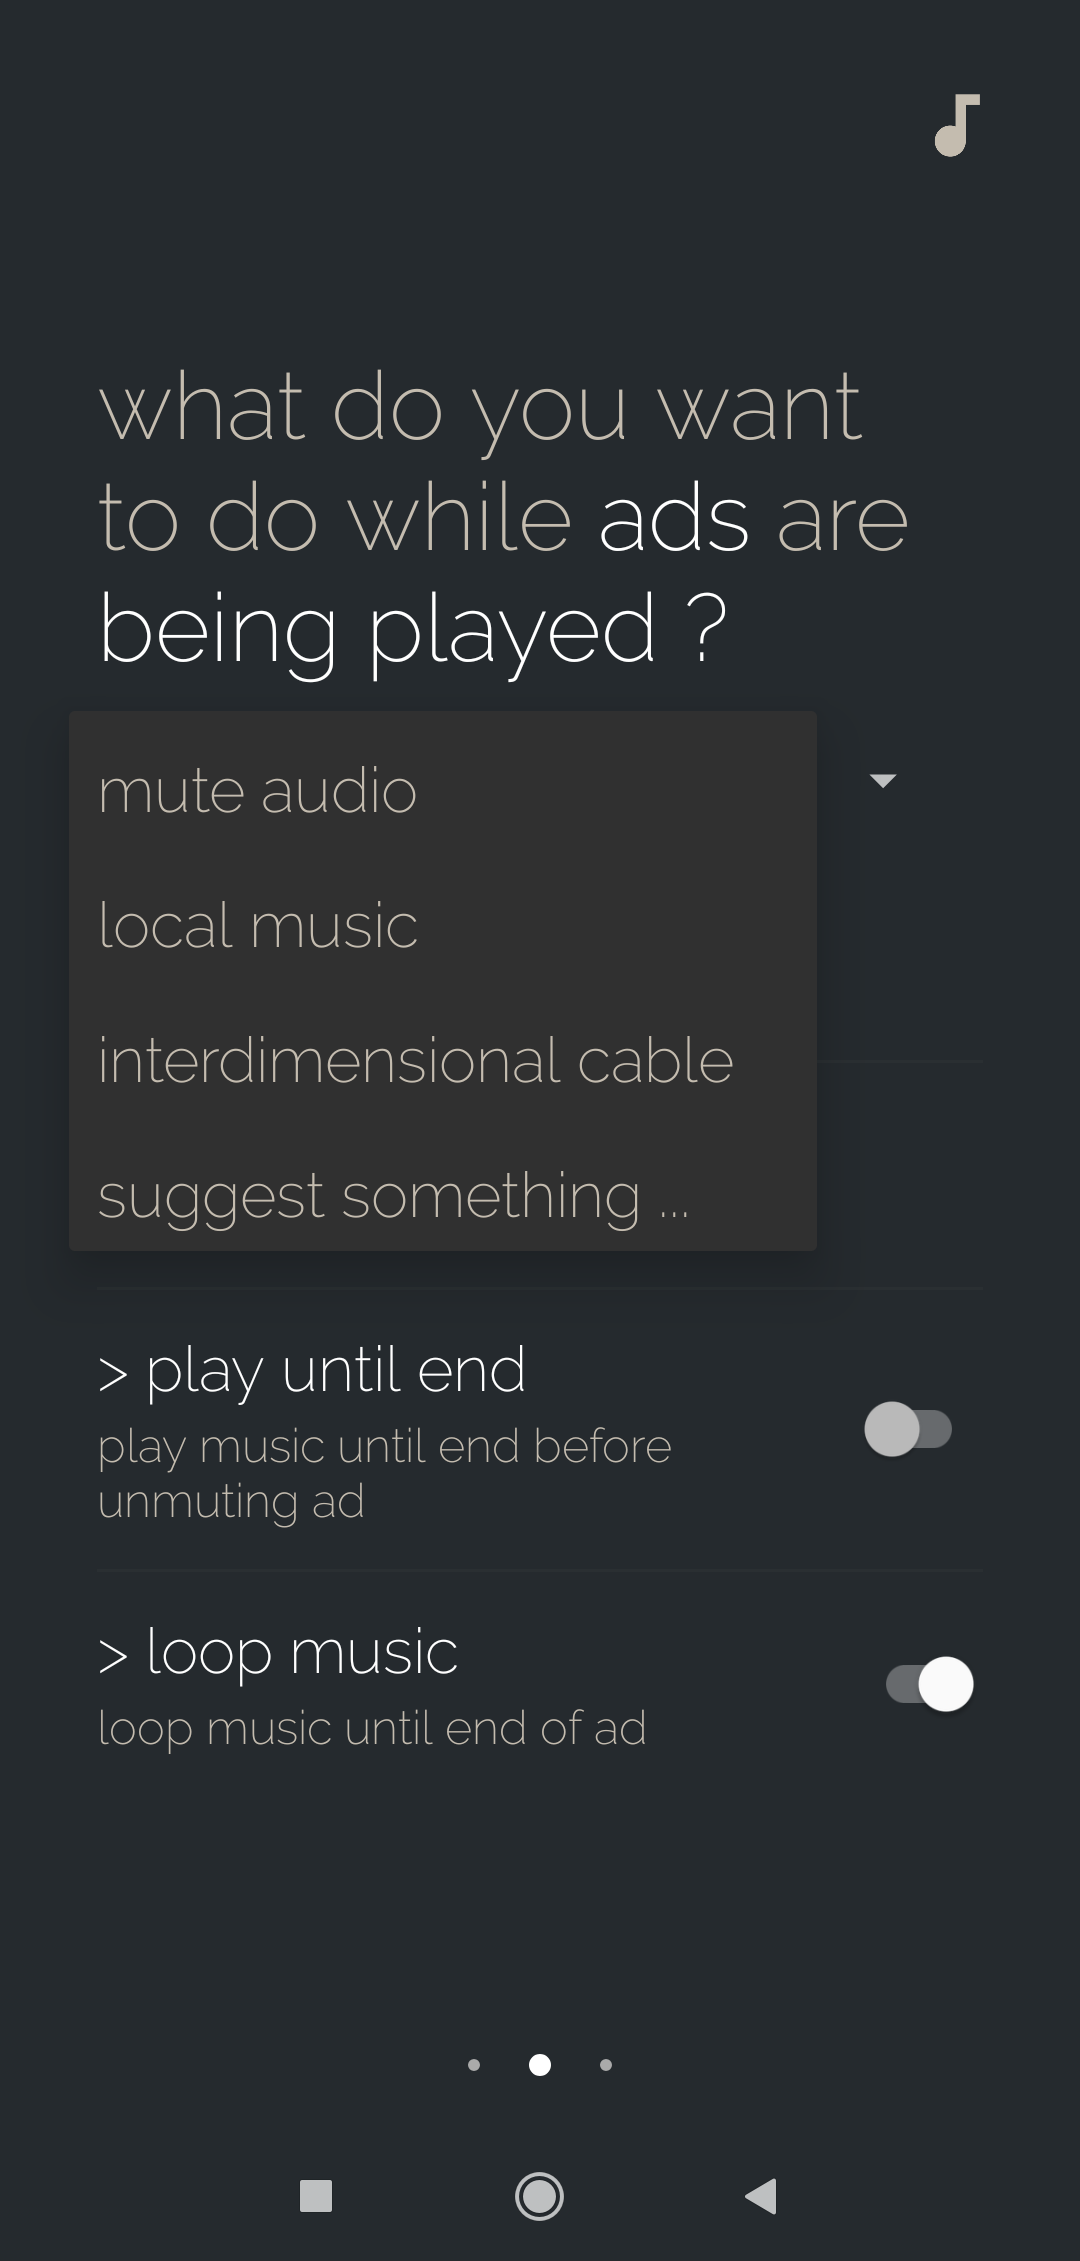 what do you want
to do while ads are
being played ?
mute audio
local music
interdimensional cable
suggest something ...
> play until end
play music until end before
unmuting ad
> loop music
loop music until end of ad